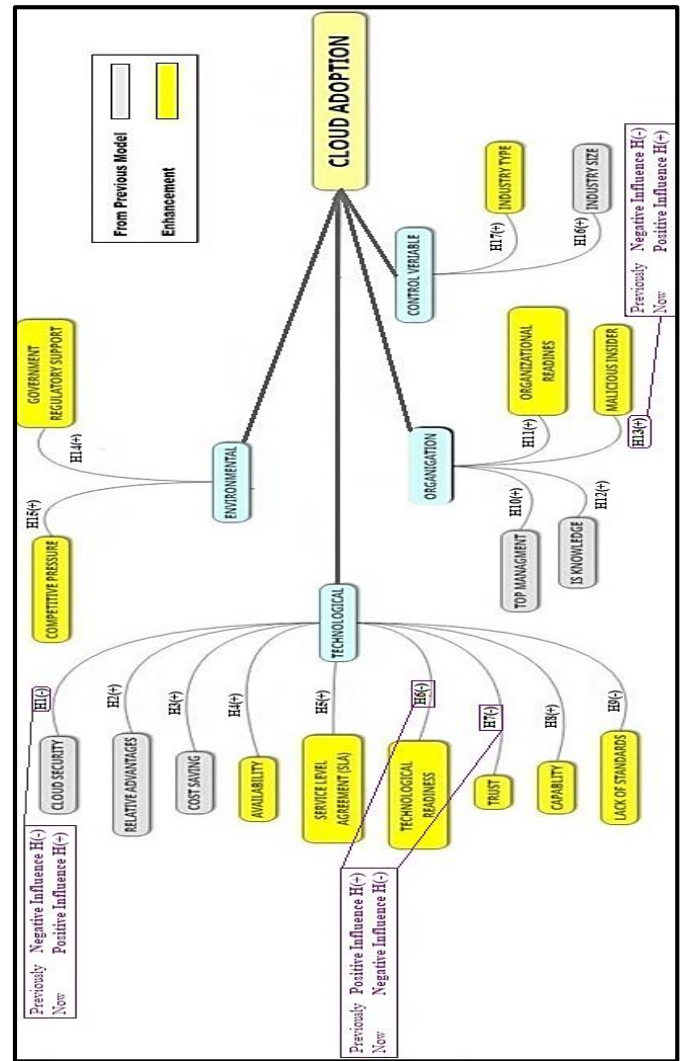 Previously Negative Influence H(-)
Now Positive Influence H(+)
CLOUD SECURITY
H1(-)
RELATIVE ADVANTAGES
H2(+)
COST SAVING
H3(+)
AVAILABILITY
H4(+)
SERVICE LEVEL
AGREEMENT (SLA)
H5(+)
TECHNOLOGICAL
READINESS
H6(-)
TRUST
H7(-)
CAPABLITY
H8(+)
LACK OF STANDARDS
H9(-)
Previously Positive Influence H(-)
Now Negative Influence H(+)
TECHNOLOGICAL
COMPETITIVE PRESSURE
H15(+)
GOVERNMENT
REGULATORY SUPPORT
H14(+)
ENVIRONMENTAL
ORGANIGATION
TOP MANAGMENT
H10(+)
IS KNOWLEDGE
H12(+)
ORGANIZATIONAL
READINES
H11(+)
MALICIOUS INSIDER
H13(+)
Previously Negative Influence H(-)
Now Positive Influence H(+)
CONTROL VERIABLE
INDUSTRY TYPE
H17(+)
INDUSTRY SIZE
H16(+)
CLOUD ADOPTION
From Previous Model
Enhancement